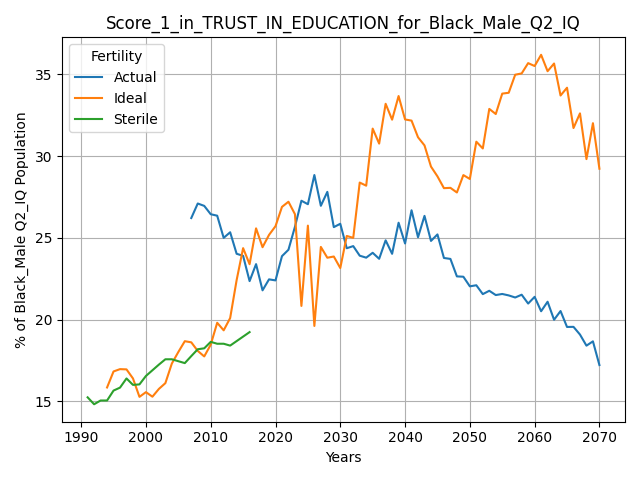 Score_1_in_TRUST_IN_EDUCATION_for_Black_Male_Q2_IQ
Fertility
Actual
Ideal
Sterile
% of Black_Male Q2_IQ Population
35
30
25
20
15
1990 2000 2010 2020 2030 2040 2050 2060 2070
Years